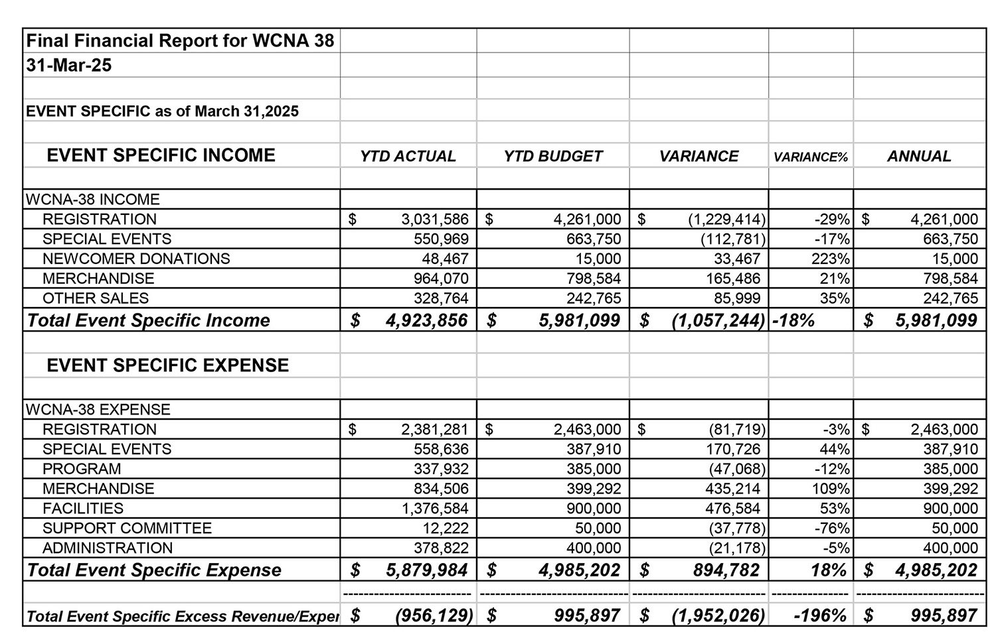 Final Financial Report for WCNA 38
31-Mar-25
EVENT SPECIFIC as of March 31,2025
EVENT SPECIFIC INCOME YTD ACTUAL YTD BUDGET VARIANCE VARIANCE% ANNUAL
WCNA-38 INCOME
REGISTRATION $ 3,031,586 $ 4,261,000 $ (1,229,414) -29% $ 4,261,000
SPECIAL EVENTS 550,969 663,750 (112,781) -17% 663,750
NEWCOMER DONATIONS 48,467 15,000 33,467 223% 15,000
MERCHANDISE 964,070 798,584 165,486 21% 798,584
OTHER SALES 328,764 242,765 85,999 35% 242,765
Total Event Specific Income $ 4,923,856 $ 5,981,099 $ (1,057,244) -18% $ 5,981,099
EVENT SPECIFIC EXPENSE
WCNA-38 EXPENSE
REGISTRATION $ 2,381,281 $ 2,463,000 $ (81,719) -3% $ 2,463,000
SPECIAL EVENTS 558,636 387,910 170,726 44% 387,910
PROGRAM 337,932 385,000 (47,068) -12% 385,000
MERCHANDISE 834,506 399,292 435,214 109% 399,292
FACILITIES 1,376,584 900,000 476,584 53% 900,000
SUPPORT COMMITTEE 12,222 50,000 (37,778) -76% 50,000
ADMINISTRATION 378,822 400,000 (21,178) -5% 400,000
Total Event Specific Expense $ 5,879,984 $ 4,985,202 $ 894,782 18% $ 4,985,202
Total Event Specific Excess Revenue/Exper $ (956,129) $ 995,897 $ (1,952,026) -196% $ 995,897